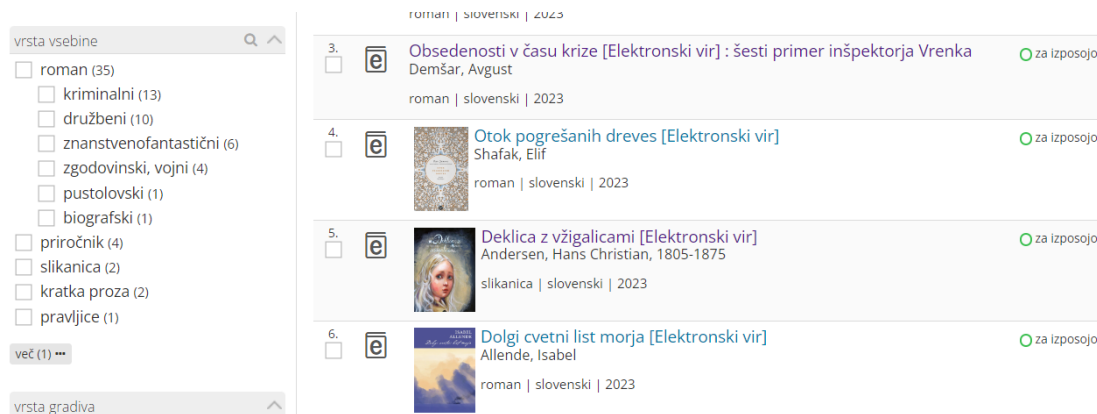 vrsta vsebine
roman (35)
kriminalni (13)
družbeni (10)
znanstvenofantastični (6)
zgodovinski, vojni (4)
pustolovski (1)
biografski (1)
priročnik (4)
slikanica (2)
kratka proza (2)
pravljice (1)
več (1) •••
vrsta gradiva
roman | slovenski | 2023
3.
Obsedenosti v času krize [Elektronski vir] : šesti primer inšpektorja Vrenka
Demšar, Avgust
roman | slovenski | 2023
za izposojo
4.
Otok pogrešanih dreves [Elektronski vir]
Shafak, Elif
roman | slovenski | 2023
za izposojo
5.
Deklica z vžigalicami [Elektronski vir]
Andersen, Hans Christian, 1805-1875
slikanica | slovenski | 2023
za izposojo
6.
ISABEL
ALLENDE
Dolgi cvetni list morja [Elektronski vir]
Allende, Isabel
roman | slovenski | 2023
za izposojo